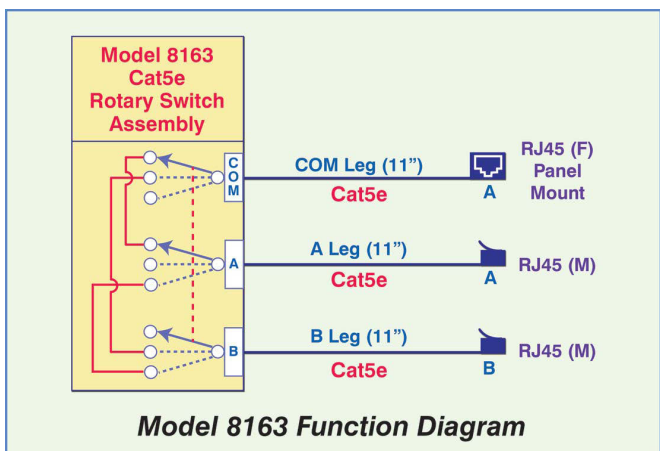 Model 8163
Cat5e
Rotary Switch
Assembly
COM
COM Leg (11”)
Cat5e
A
RJ45 (F)
Panel
Mount
A
A Leg (11”)
Cat5e
A
RJ45 (M)
B
B Leg (11”)
Cat5e
B
RJ45 (M)
Model 8163 Function Diagram